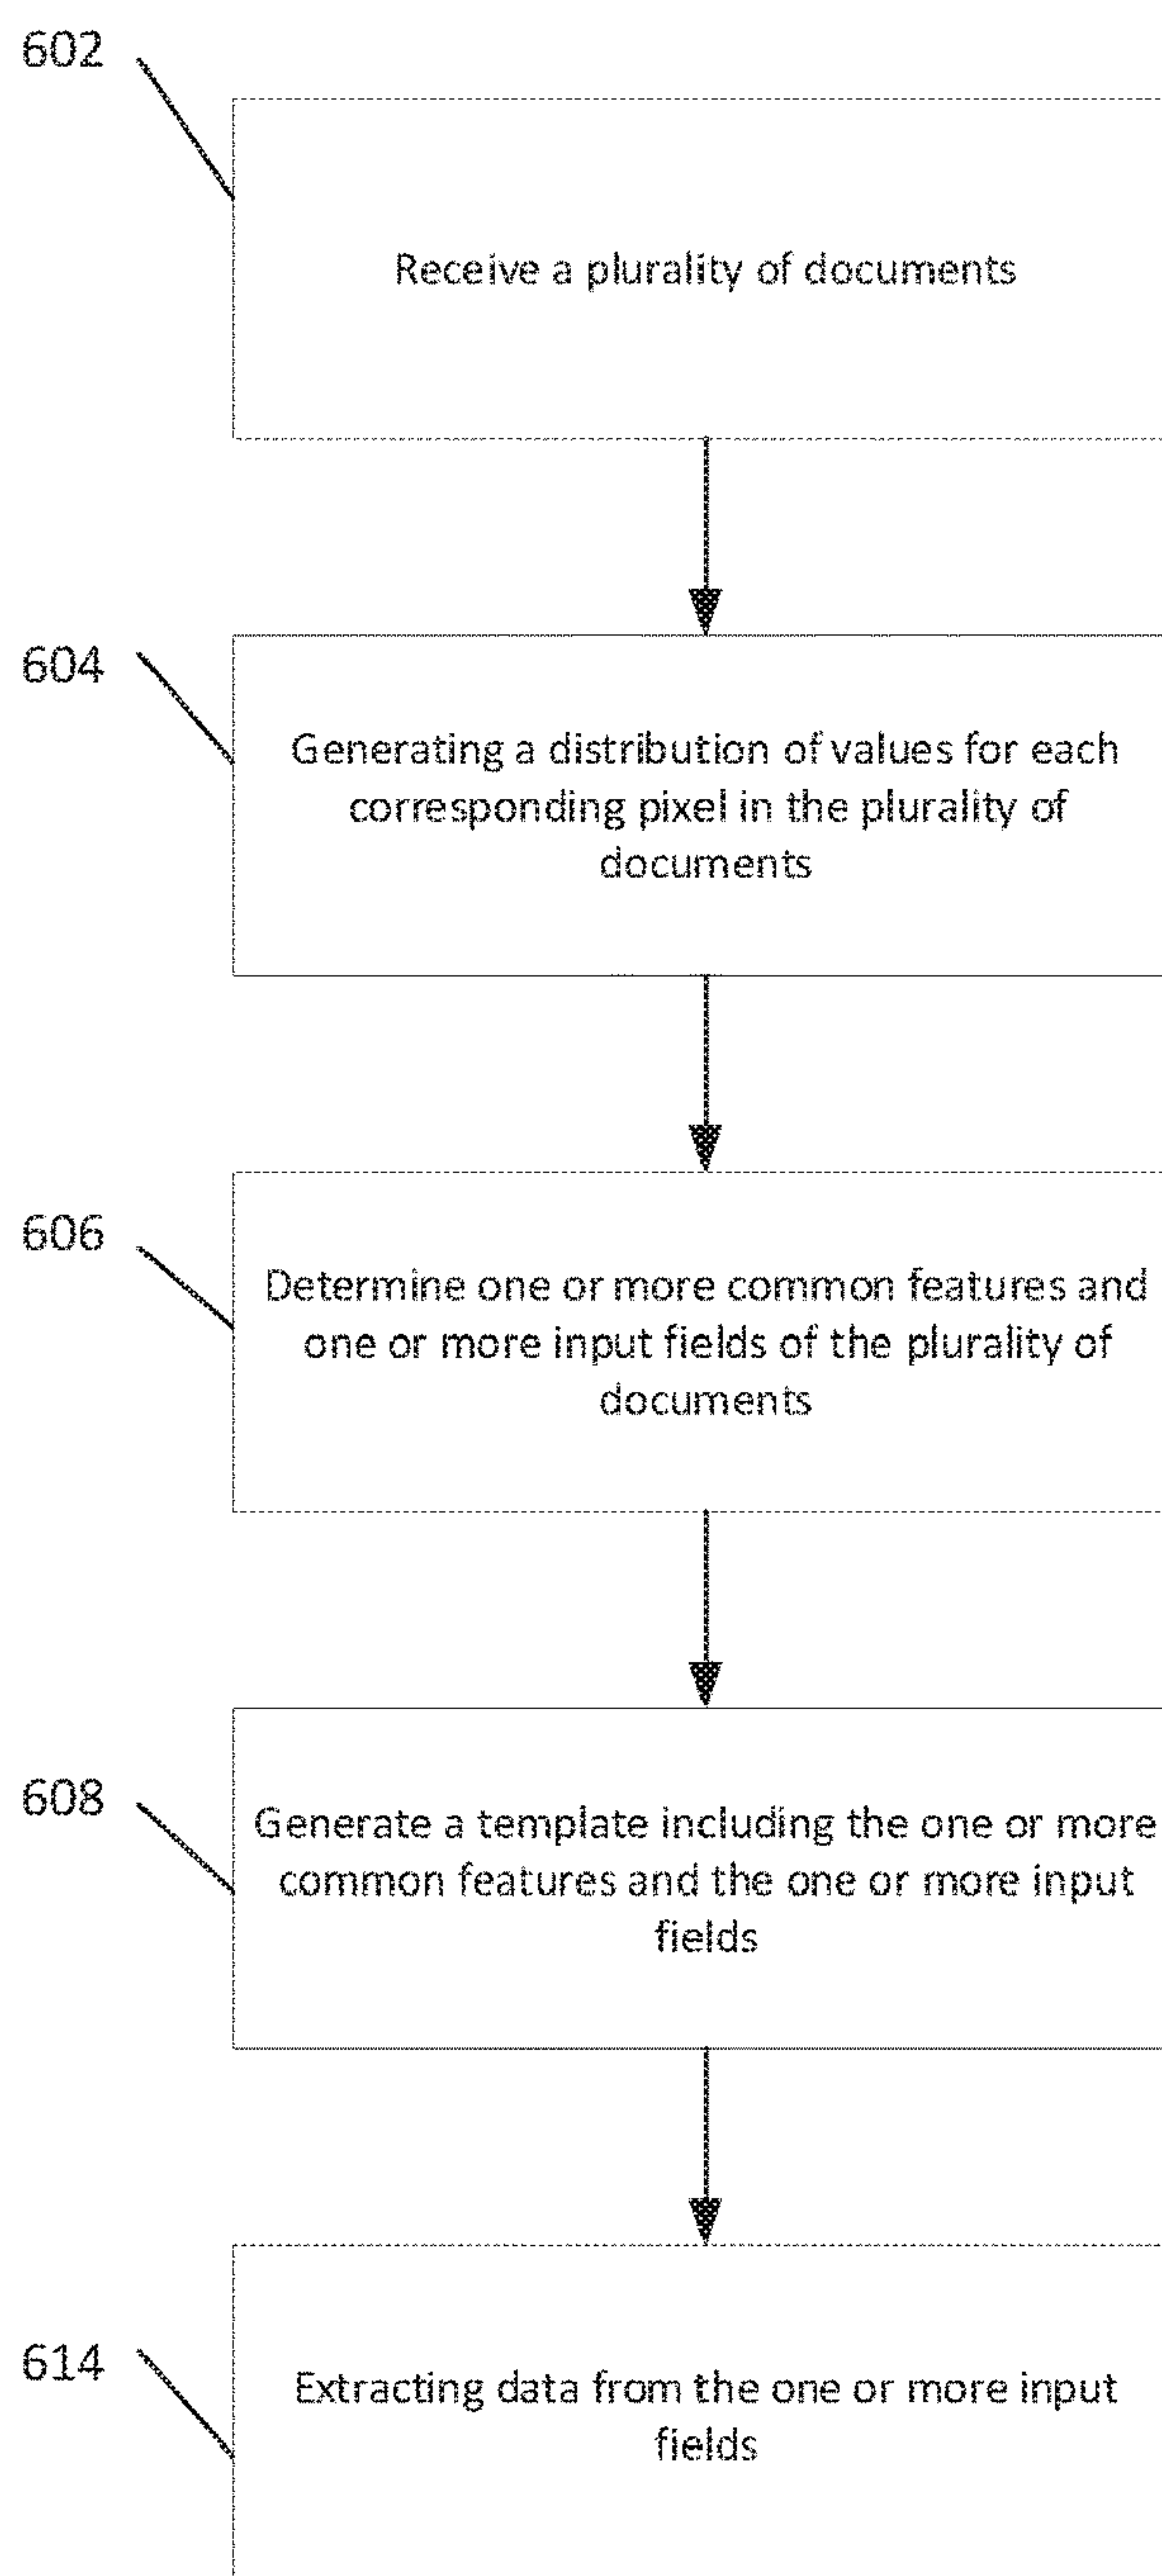 602
Receive a plurality of documents
604
Generating a distribution of values for each
corresponding pixel in the plurality of
documents
606
Determine one or more common features and
one or more input fields of the plurality of
documents
608
Generate a template including the one or more
common features and the one or more input
fields
614
Extracting data from the one or more input
fields